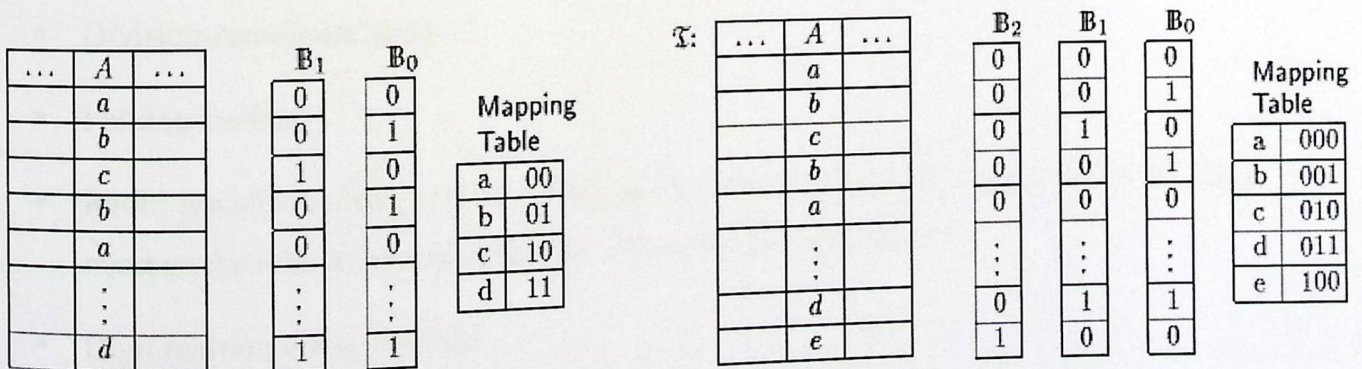 … A … 𝔹₁ 𝔹₀
a 0 0
b 0 1
c 1 0
b 0 1
a 0 0
⋮ ⋮ ⋮
d 1 1
Mapping
Table
a 00
b 01
c 10
d 11
𝔗: … A … 𝔹₂ 𝔹₁ 𝔹₀
a 0 0 0
b 0 0 1
c 0 1 0
b 0 0 1
a 0 0 0
⋮ ⋮ ⋮ ⋮
d 0 1 1
e 1 0 0
Mapping
Table
a 000
b 001
c 010
d 011
e 100